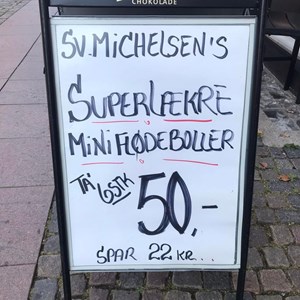 CHOKOLADE
SV. MICHELSEN'S
SUPERLÆKRE
MINI FLØDEBOLLER
TA' 6 STK
50,-
SPAR 22 KR...